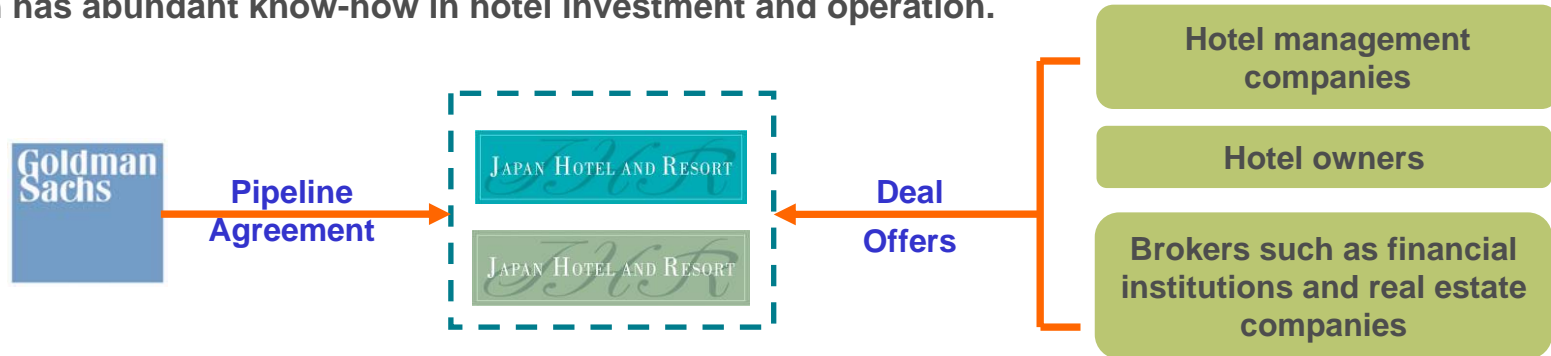 has abundant know-how in hotel investment and operation.
Goldman
Sachs
Pipeline
Agreement
JAPAN HOTEL AND RESORT
JAPAN HOTEL AND RESORT
Deal
Offers
Hotel management
companies
Hotel owners
Brokers such as financial
institutions and real estate
companies